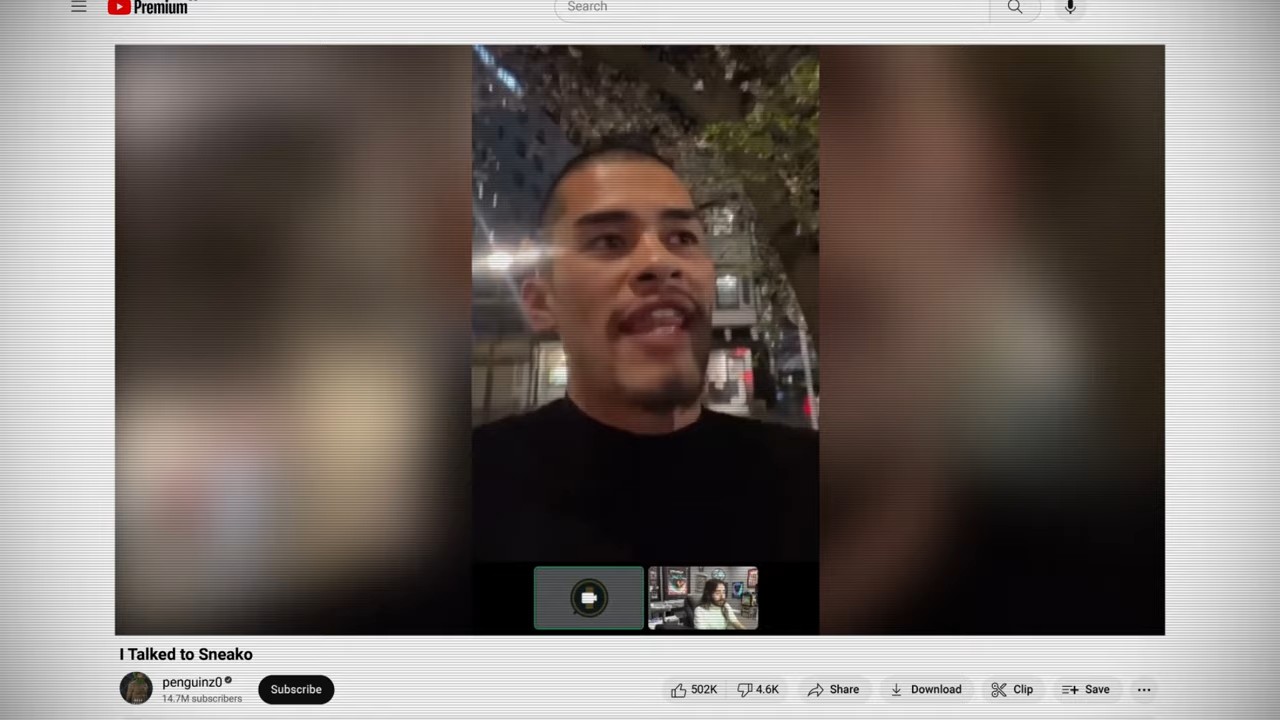 Premium
Search
I Talked to Sneako
penguinz0
14.7M subscribers
Subscribe
502K
4.6K
Share
Download
Clip
Save